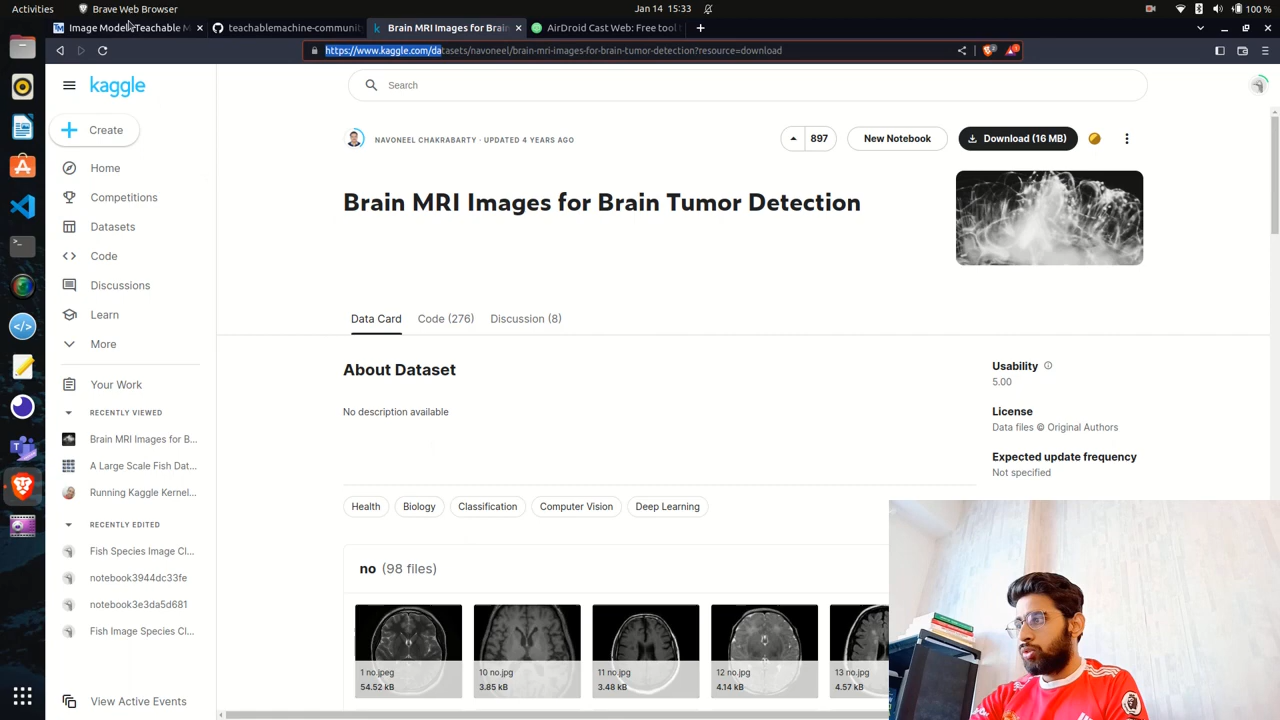 Activities
Brave Web Browser
Jan 14 15:33
100 %
Image Model - Teachable M
teachablemachine-communit
Brain MRI Images for Brain
AirDroid Cast Web: Free tool t
https://www.kaggle.com/datasets/navoneel/brain-mri-images-for-brain-tumor-detection?resource=download
kaggle
Search
Create
Home
Competitions
Datasets
Code
Discussions
Learn
More
Your Work
RECENTLY VIEWED
Brain MRI Images for B...
A Large Scale Fish Dat...
Running Kaggle Kernel...
RECENTLY EDITED
Fish Species Image Cl...
notebook3944dc33fe
notebook3e3da5d681
Fish Image Species Cl...
View Active Events
NAVONEEL CHAKRABARTY · UPDATED 4 YEARS AGO
897
New Notebook
Download (16 MB)
Brain MRI Images for Brain Tumor Detection
Data Card
Code (276)
Discussion (8)
About Dataset
No description available
Usability
5.00
License
Data files © Original Authors
Expected update frequency
Not specified
Health
Biology
Classification
Computer Vision
Deep Learning
no (98 files)
1 no.jpeg
54.52 kB
10 no.jpg
3.85 kB
11 no.jpg
3.48 kB
12 no.jpg
4.14 kB
13 no.jpg
4.57 kB